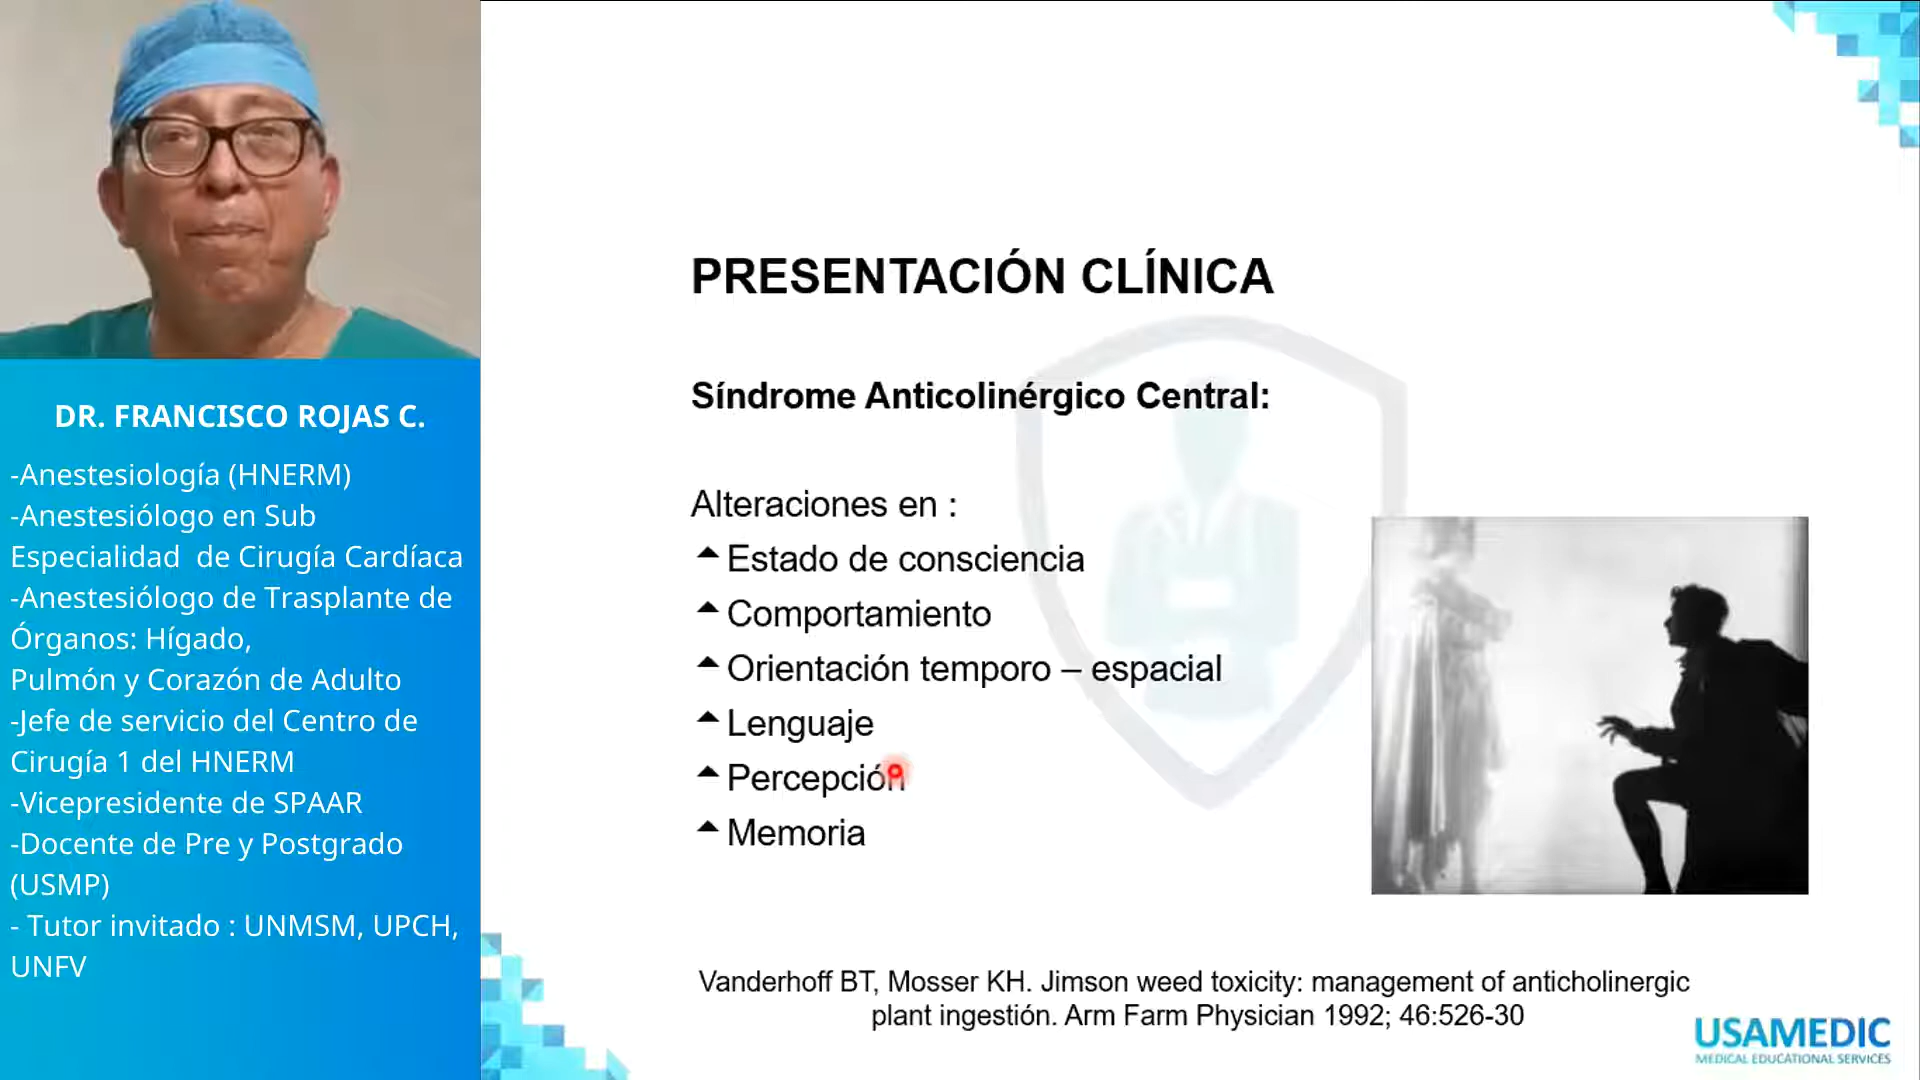 DR. FRANCISCO ROJAS C.
-Anestesiología (HNERM)
-Anestesiólogo en Sub
Especialidad  de Cirugía Cardíaca
-Anestesiólogo de Trasplante de
Órganos: Hígado,
Pulmón y Corazón de Adulto
-Jefe de servicio del Centro de
Cirugía 1 del HNERM
-Vicepresidente de SPAAR
-Docente de Pre y Postgrado
(USMP)
- Tutor invitado : UNMSM, UPCH,
UNFV
PRESENTACIÓN CLÍNICA
Síndrome Anticolinérgico Central:
Alteraciones en :
Estado de consciencia
Comportamiento
Orientación temporo – espacial
Lenguaje
Percepción
Memoria
Vanderhoff BT, Mosser KH. Jimson weed toxicity: management of anticholinergic
plant ingestión. Arm Farm Physician 1992; 46:526-30
USAMEDIC
MEDICAL EDUCATIONAL SERVICES